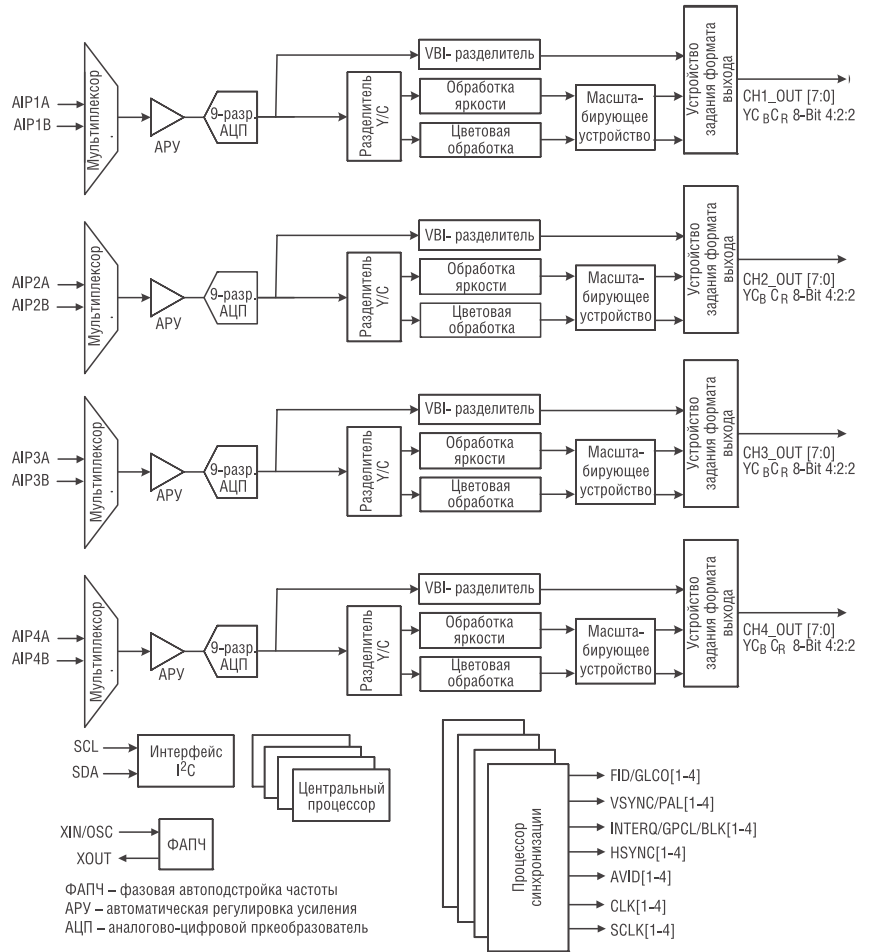 AIP1A
AIP1B
Мультиплексор
АРУ
9-разр.
АЦП
Разделитель
Y/C
VBI- разделитель
Обработка
яркости
Цветовая
обработка
Масшта-
бирующее
устройство
Устройство
задания формата
выхода
CH1_OUT [7:0]
YCBCR 8-Bit 4:2:2
AIP2A
AIP2B
Мультиплексор
АРУ
9-разр.
АЦП
Разделитель
Y/C
VBI- разделитель
Обработка
яркости
Цветовая
обработка
Масшта-
бирующее
устройство
Устройство
задания формата
выхода
CH2_OUT [7:0]
YCB CR 8-Bit 4:2:2
AIP3A
AIP3B
Мультиплексор
АРУ
9-разр.
АЦП
Разделитель
Y/C
VBI- разделитель
Обработка
яркости
Цветовая
обработка
Масшта-
бирующее
устройство
Устройство
задания формата
выхода
CH3_OUT [7:0]
YCBCR 8-Bit 4:2:2
AIP4A
AIP4B
Мультиплексор
АРУ
9-разр.
АЦП
Разделитель
Y/C
VBI- разделитель
Обработка
яркости
Цветовая
обработка
Масшта-
бирующее
устройство
Устройство
задания формата
выхода
CH4_OUT [7:0]
YCB CR 8-Bit 4:2:2
SCL
SDA
Интерфейс
I2C
Центральный
процессор
XIN/OSC
XOUT
ФАПЧ
Процессор
синхронизации
FID/GLCO[1-4]
VSYNC/PAL[1-4]
INTERQ/GPCL/BLK[1-4]
HSYNC[1-4]
AVID[1-4]
CLK[1-4]
SCLK[1-4]
ФАПЧ – фазовая автоподстройка частоты
АРУ – автоматическая регулировка усиления
АЦП – аналогово-цифровой пркеобразователь